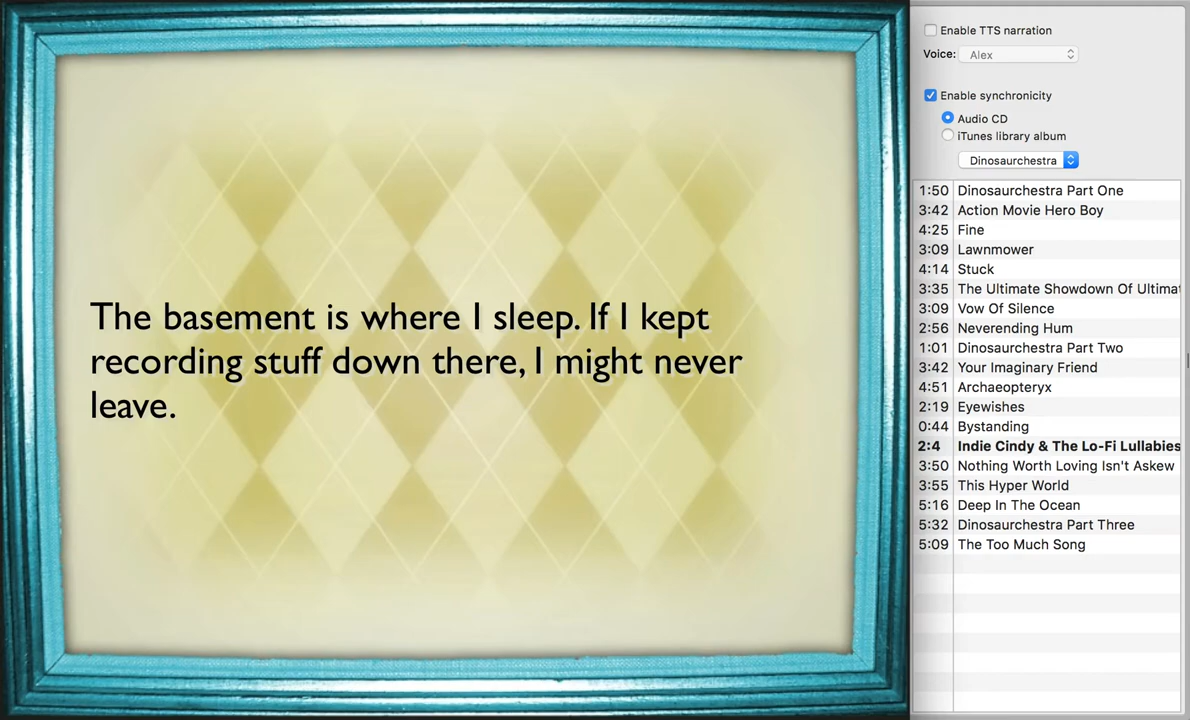 The basement is where I sleep. If I kept
recording stuff down there, I might never
leave.
Enable TTS narration
Voice: Alex
Enable synchronicity
Audio CD
iTunes library album
Dinosaurchestra
1:50 Dinosaurchestra Part One
3:42 Action Movie Hero Boy
4:25 Fine
3:09 Lawnmower
4:14 Stuck
3:35 The Ultimate Showdown Of Ultimat
3:09 Vow Of Silence
2:56 Neverending Hum
1:01 Dinosaurchestra Part Two
3:42 Your Imaginary Friend
4:51 Archaeopteryx
2:19 Eyewishes
0:44 Bystanding
2:4 Indie Cindy & The Lo-Fi Lullabies
3:50 Nothing Worth Loving Isn't Askew
3:55 This Hyper World
5:16 Deep In The Ocean
5:32 Dinosaurchestra Part Three
5:09 The Too Much Song